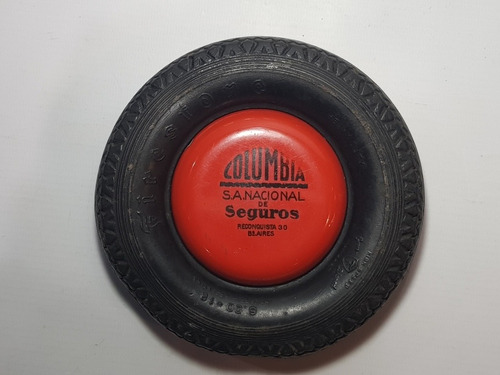 Firestone
COLUMBIA
S.A. NACIONAL
DE
Seguros
RECONQUISTA 30
BS.AIRES